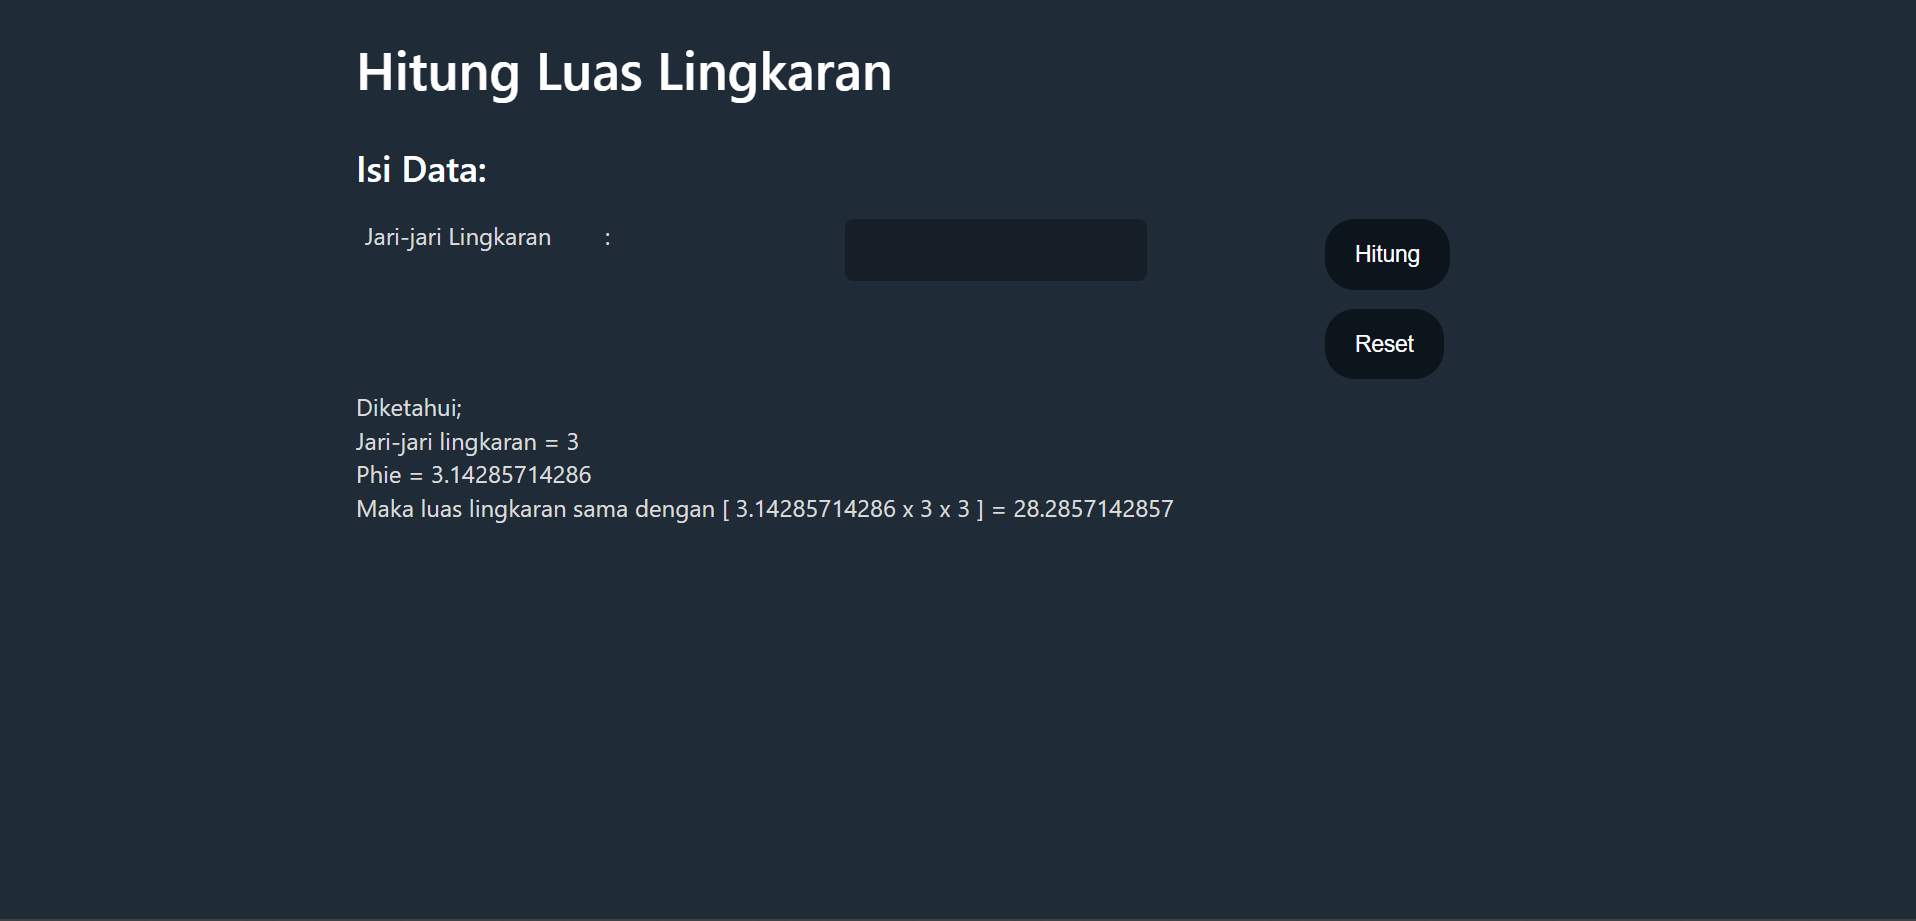 Hitung Luas Lingkaran
Isi Data:
Jari-jari Lingkaran : Hitung
Reset
Diketahui;
Jari-jari lingkaran = 3
Phie = 3.14285714286
Maka luas lingkaran sama dengan [ 3.14285714286 x 3 x 3 ] = 28.2857142857